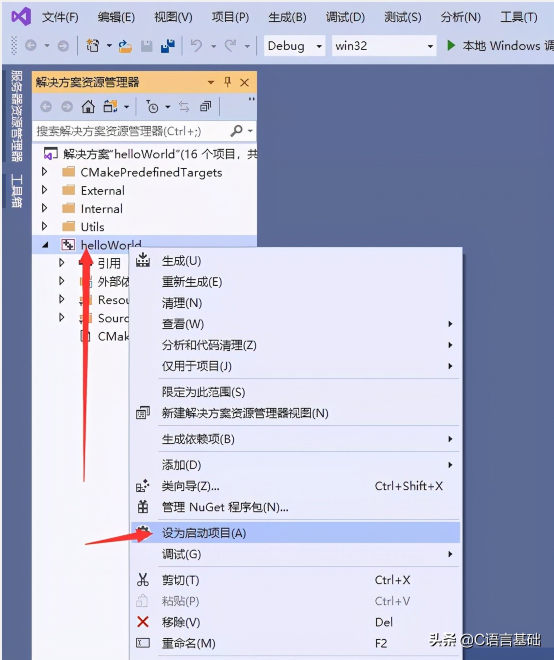 文件(F) 编辑(E) 视图(V) 项目(P) 生成(B) 调试(D) 测试(S) 分析(N) 工具(T)
Debug win32 本地 Windows 调
服务器资源管理器
工具箱
解决方案资源管理器
搜索解决方案资源管理器(Ctrl+;)
解决方案"helloWorld"(16 个项目, 共
CMakePredefinedTargets
External
Internal
Utils
helloWorld
引用
外部依
Resou
Sourc
CMak
生成(U)
重新生成(E)
清理(N)
查看(W)
分析和代码清理(Z)
仅用于项目(J)
限定为此范围(S)
新建解决方案资源管理器视图(N)
生成依赖项(B)
添加(D)
类向导(Z)... Ctrl+Shift+X
管理 NuGet 程序包(N)...
设为启动项目(A)
调试(G)
剪切(T) Ctrl+X
粘贴(P) Ctrl+V
移除(V) Del
重命名(M) F2
头条 @C语言基础